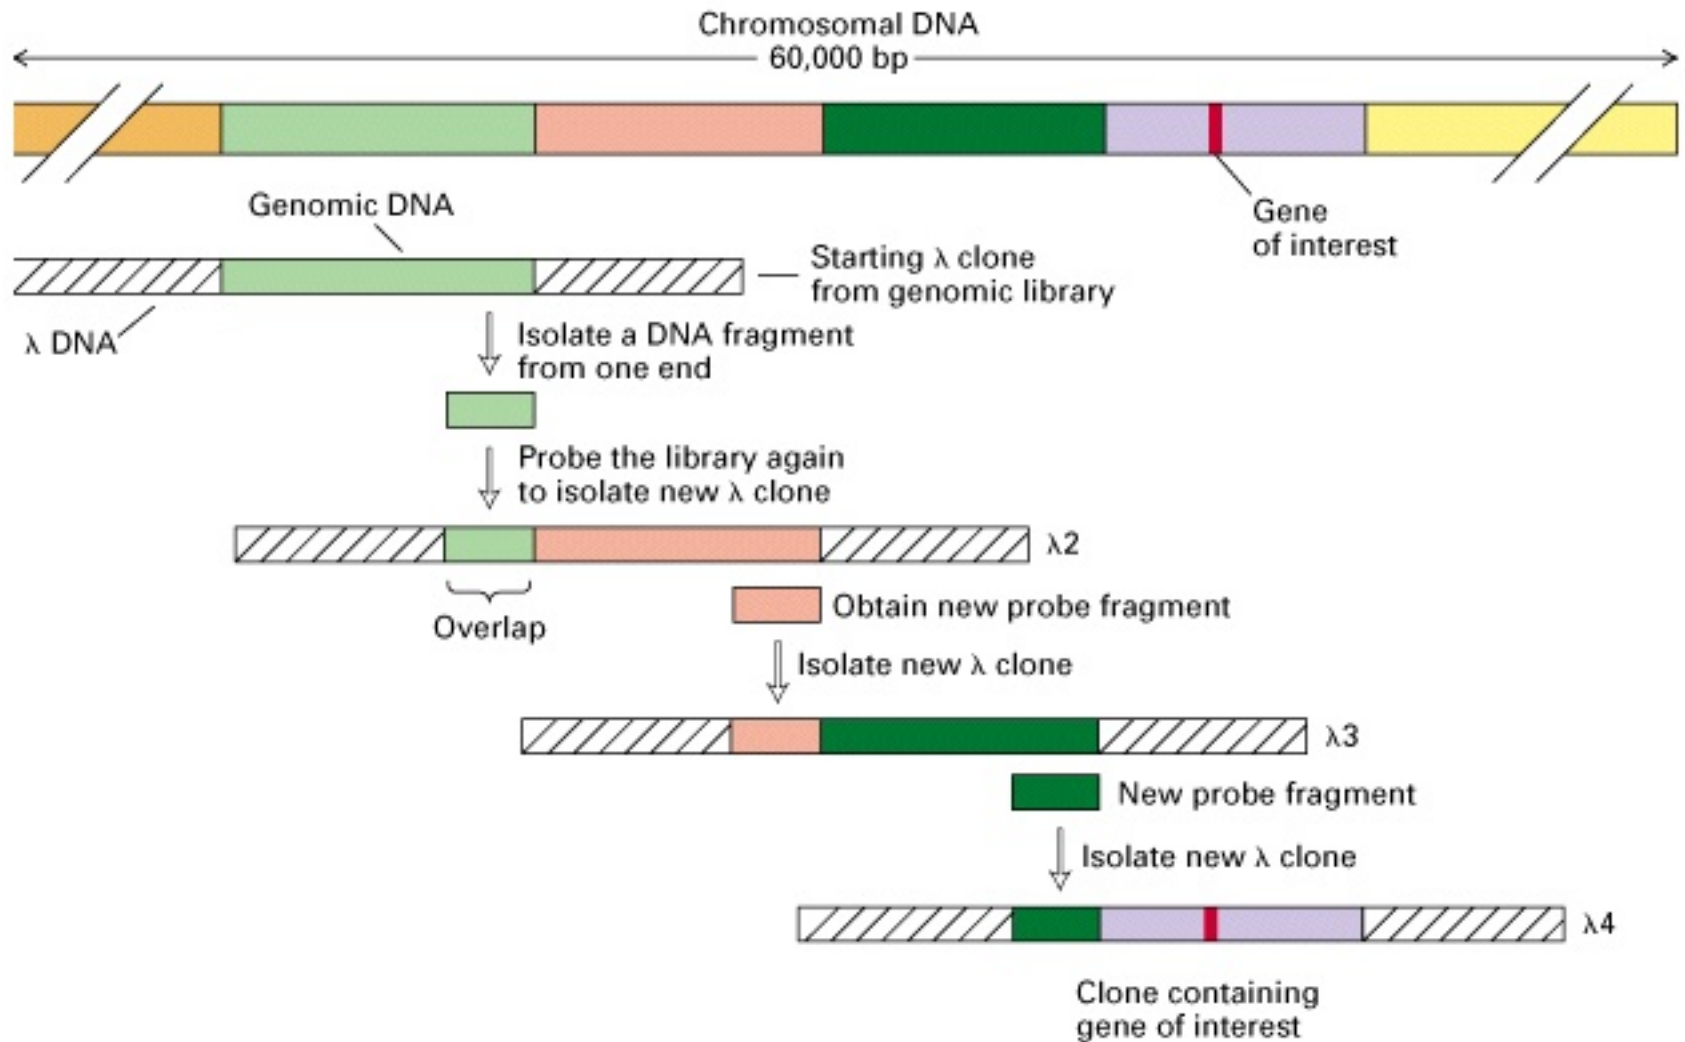 Chromosomal DNA
60,000 bp
Genomic DNA
Gene
of interest
Starting λ clone
from genomic library
λ DNA
Isolate a DNA fragment
from one end
Probe the library again
to isolate new λ clone
λ2
Overlap
Obtain new probe fragment
Isolate new λ clone
λ3
New probe fragment
Isolate new λ clone
λ4
Clone containing
gene of interest